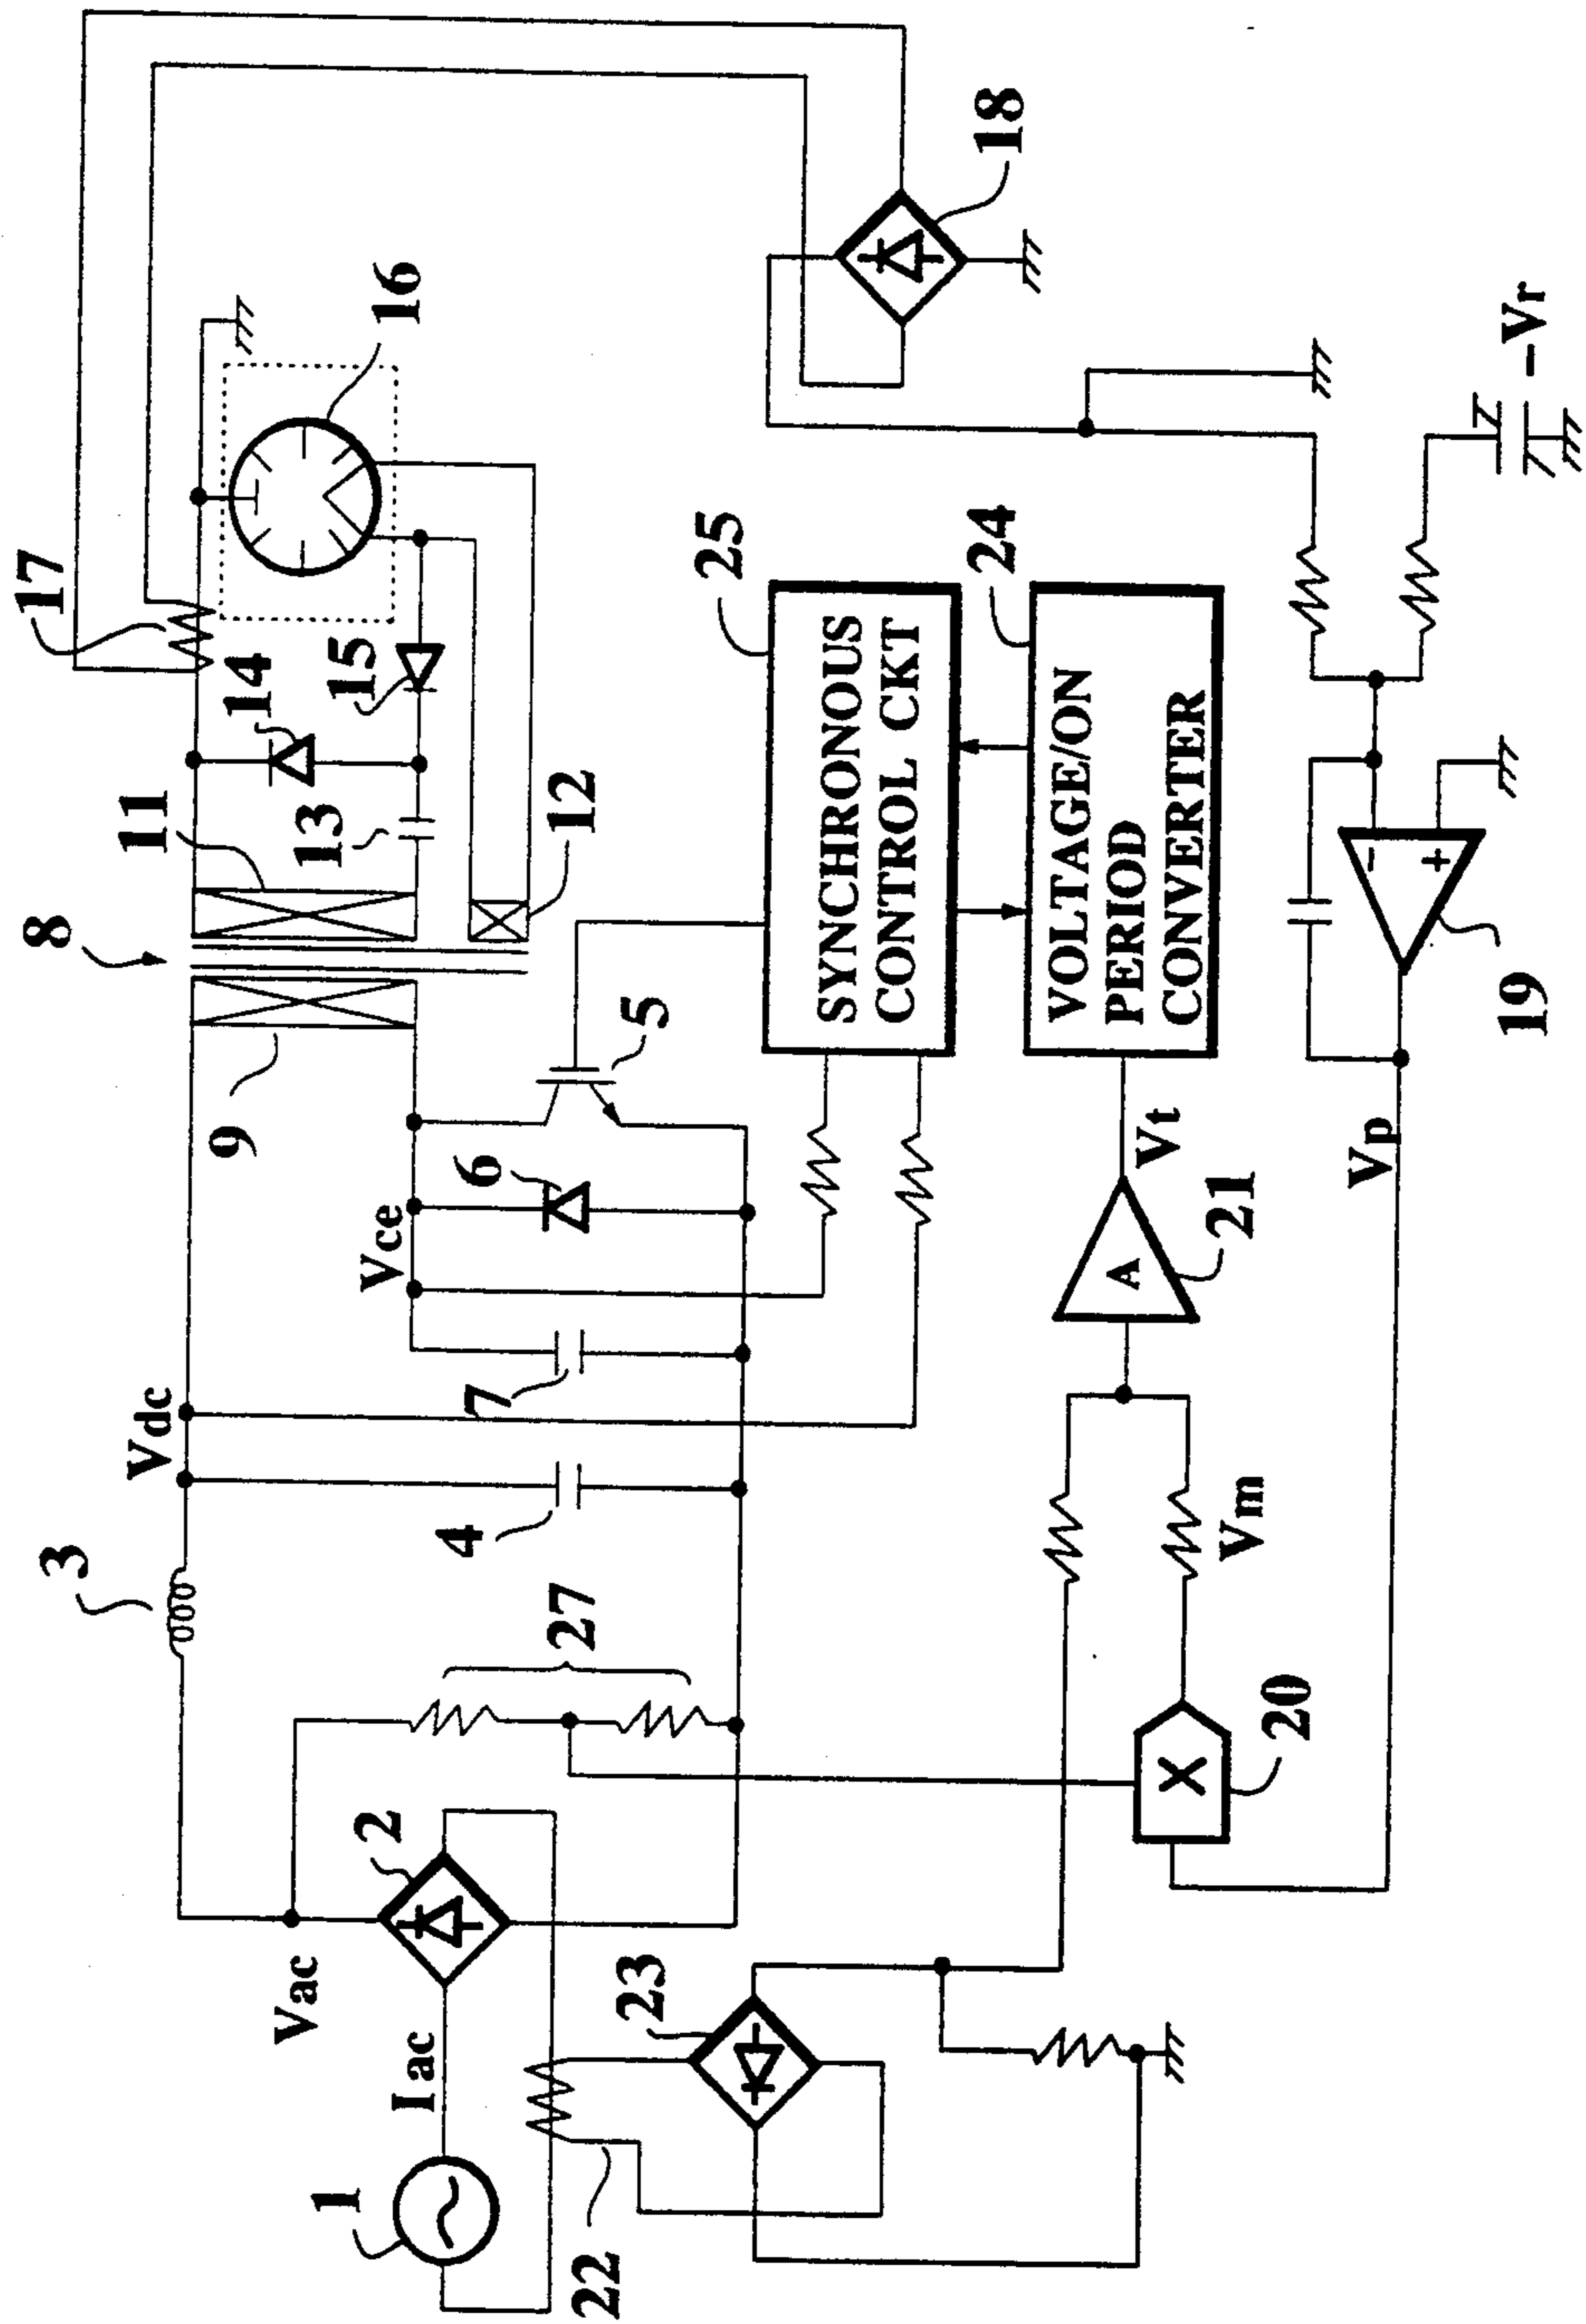 1
Iac
Vac
2
3
27
Vdc
4
7
Vce
6
5
9
8
11
13
12
14
15
17
16
18
22
23
20
X
Vm
A
21
Vt
SYNCHRONOUS
CONTROL CKT
25
VOLTAGE/ON
PERIOD
CONVERTER
24
Vp
19
−
+
−Vr